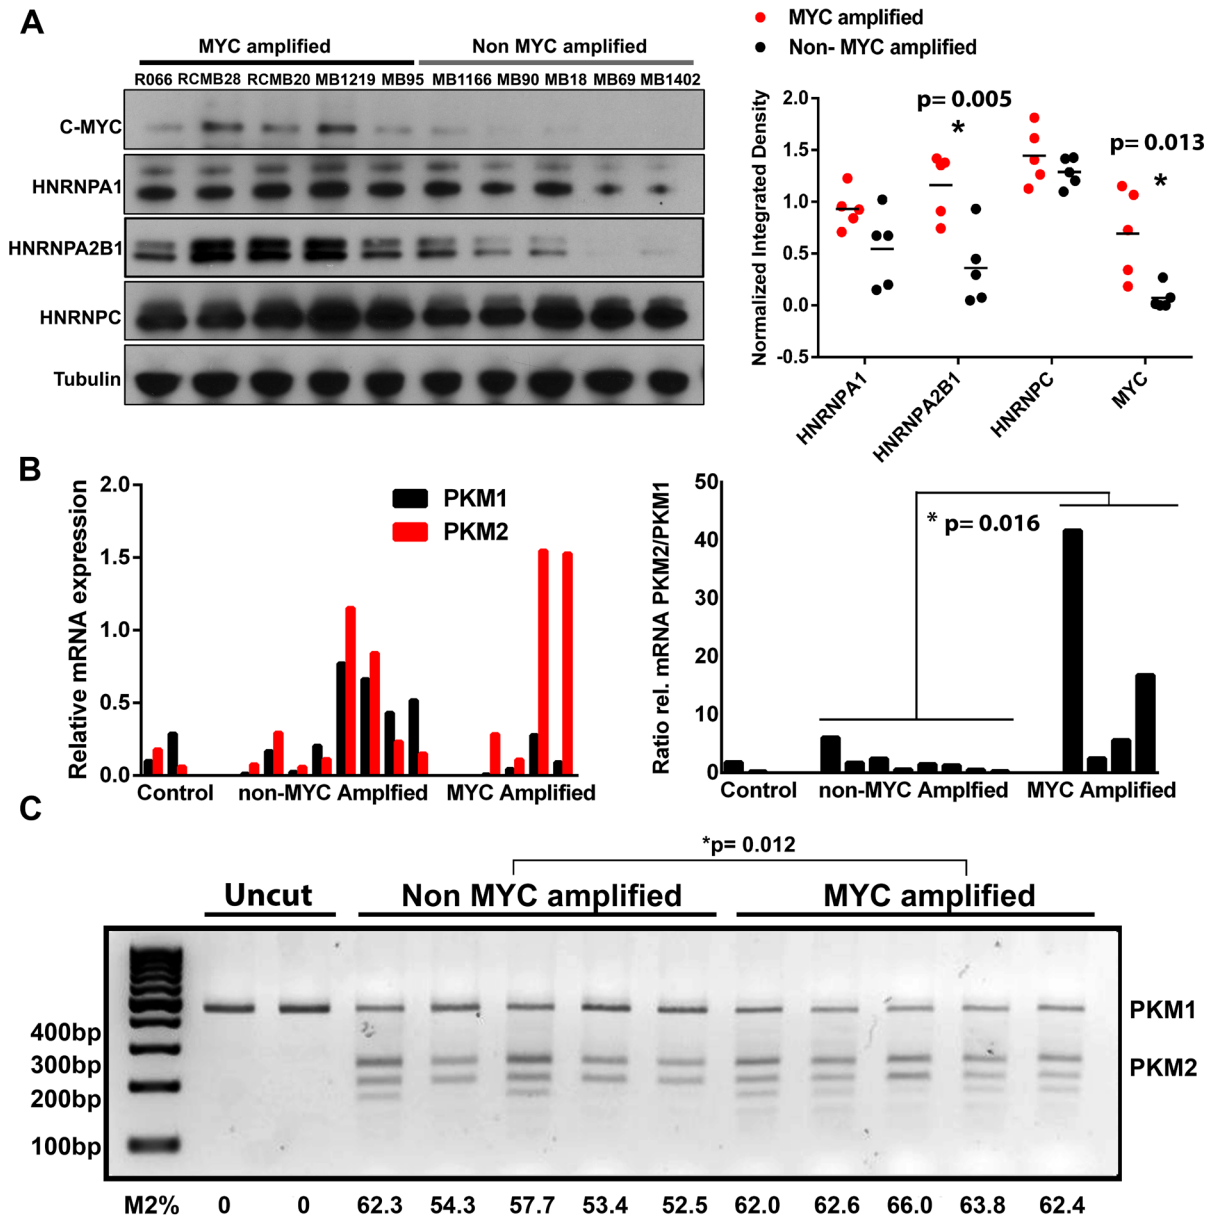 A
MYC amplified
Non MYC amplified
R066 RCMB28 RCMB20 MB1219 MB95 MB1166 MB90 MB18 MB69 MB1402
C-MYC
HNRNPA1
HNRNPA2B1
HNRNPC
Tubulin
MYC amplified
Non- MYC amplified
Normalized Integrated Density
2.0
1.5
1.0
0.5
0.0
-0.5
p= 0.005
*
p= 0.013
*
HNRNPA1
HNRNPA2B1
HNRNPC
MYC
B
Relative mRNA expression
2.0
1.5
1.0
0.5
0.0
PKM1
PKM2
Control non-MYC Amplfied MYC Amplified
Ratio rel. mRNA PKM2/PKM1
50
40
30
20
10
0
* p= 0.016
Control non-MYC Amplfied MYC Amplified
C
*p= 0.012
Uncut Non MYC amplified MYC amplified
400bp
300bp
200bp
100bp
PKM1
PKM2
M2% 0 0 62.3 54.3 57.7 53.4 52.5 62.0 62.6 66.0 63.8 62.4